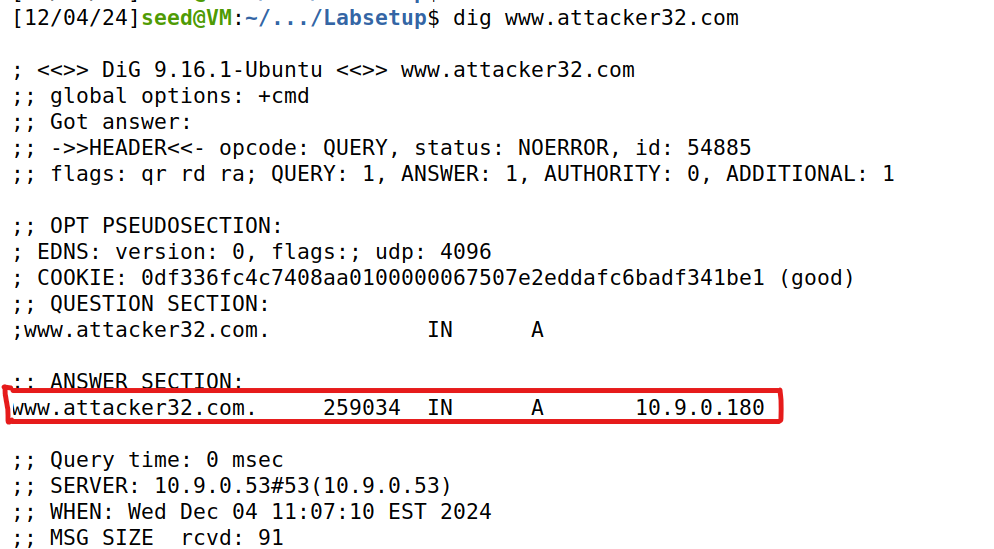 [12/04/24]seed@VM:~/.../Labsetup$ dig www.attacker32.com
; <<>> DiG 9.16.1-Ubuntu <<>> www.attacker32.com
;; global options: +cmd
;; Got answer:
;; ->>HEADER<<- opcode: QUERY, status: NOERROR, id: 54885
;; flags: qr rd ra; QUERY: 1, ANSWER: 1, AUTHORITY: 0, ADDITIONAL: 1
;; OPT PSEUDOSECTION:
; EDNS: version: 0, flags:; udp: 4096
; COOKIE: 0df336fc4c7408aa0100000067507e2eddafc6badf341be1 (good)
;; QUESTION SECTION:
;www.attacker32.com. IN A
;; ANSWER SECTION:
www.attacker32.com. 259034 IN A 10.9.0.180
;; Query time: 0 msec
;; SERVER: 10.9.0.53#53(10.9.0.53)
;; WHEN: Wed Dec 04 11:07:10 EST 2024
;; MSG SIZE rcvd: 91